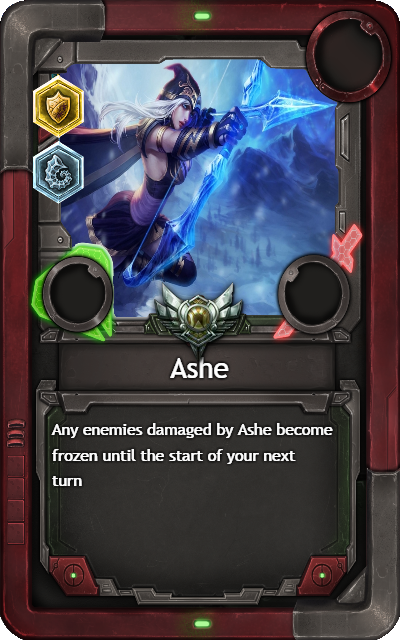 Ashe
Any enemies damaged by Ashe become
frozen until the start of your next
turn